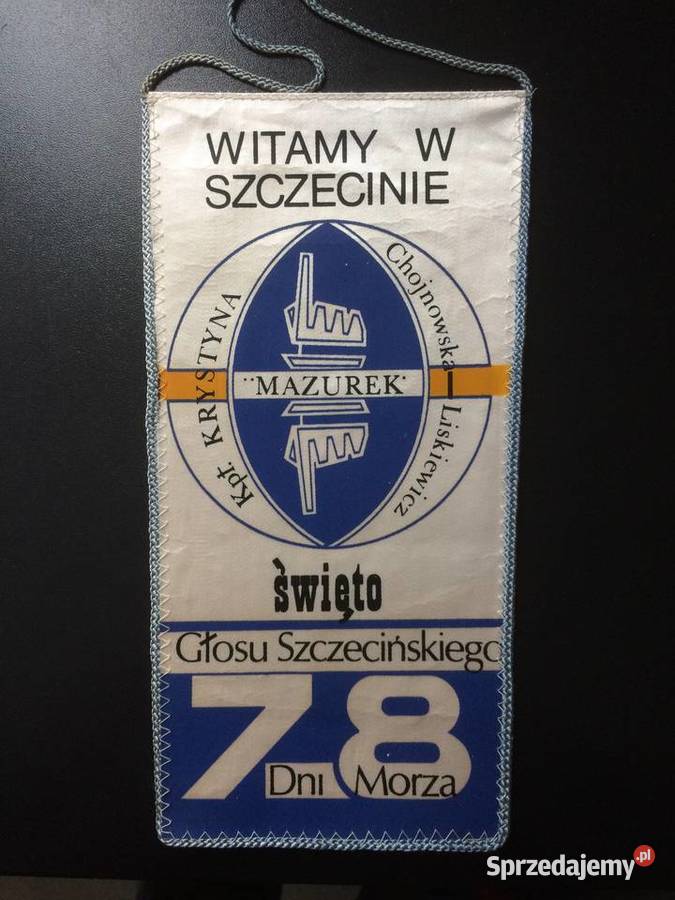 WITAMY W
SZCZECINIE
Kpt KRYSTYNA
Chojnowska-Liskiewicz
"MAZUREK"
święto
Głosu Szczecińskiego
78
Dni Morza
Sprzedajemy.pl